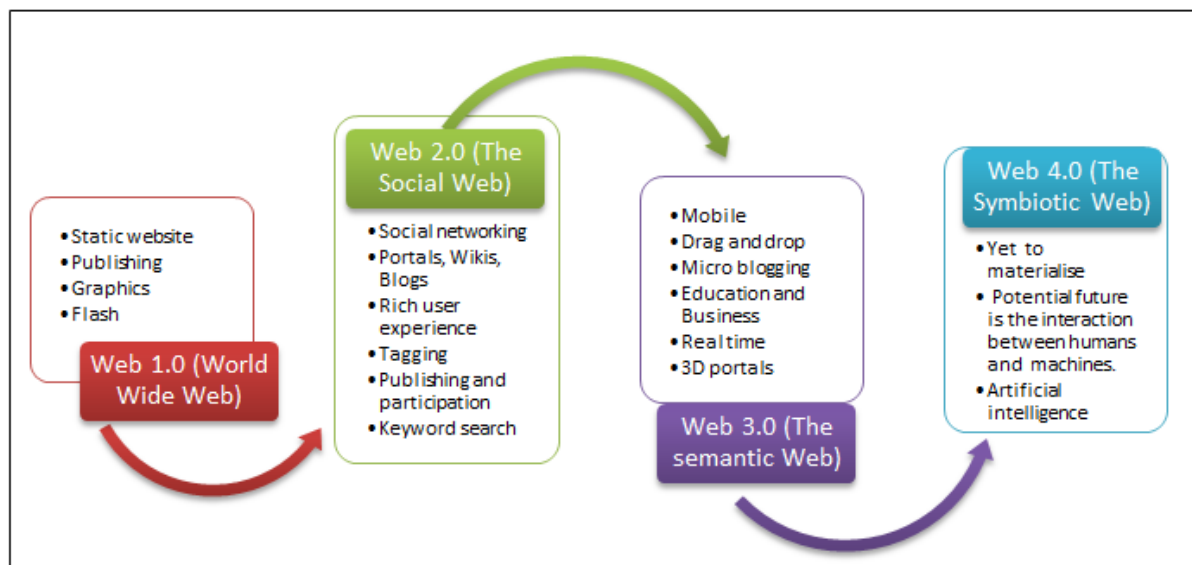 • Static website
• Publishing
• Graphics
• Flash
Web 1.0 (World
Wide Web)
Web 2.0 (The
Social Web)
• Social networking
• Portals, Wikis,
Blogs
• Rich user
experience
• Tagging
• Publishing and
participation
• Keyword search
• Mobile
• Drag and drop
• Micro blogging
• Education and
Business
• Real time
• 3D portals
Web 3.0 (The
semantic Web)
Web 4.0 (The
Symbiotic Web)
• Yet to
materialise
• Potential future
is the interaction
between humans
and machines.
• Artificial
intelligence